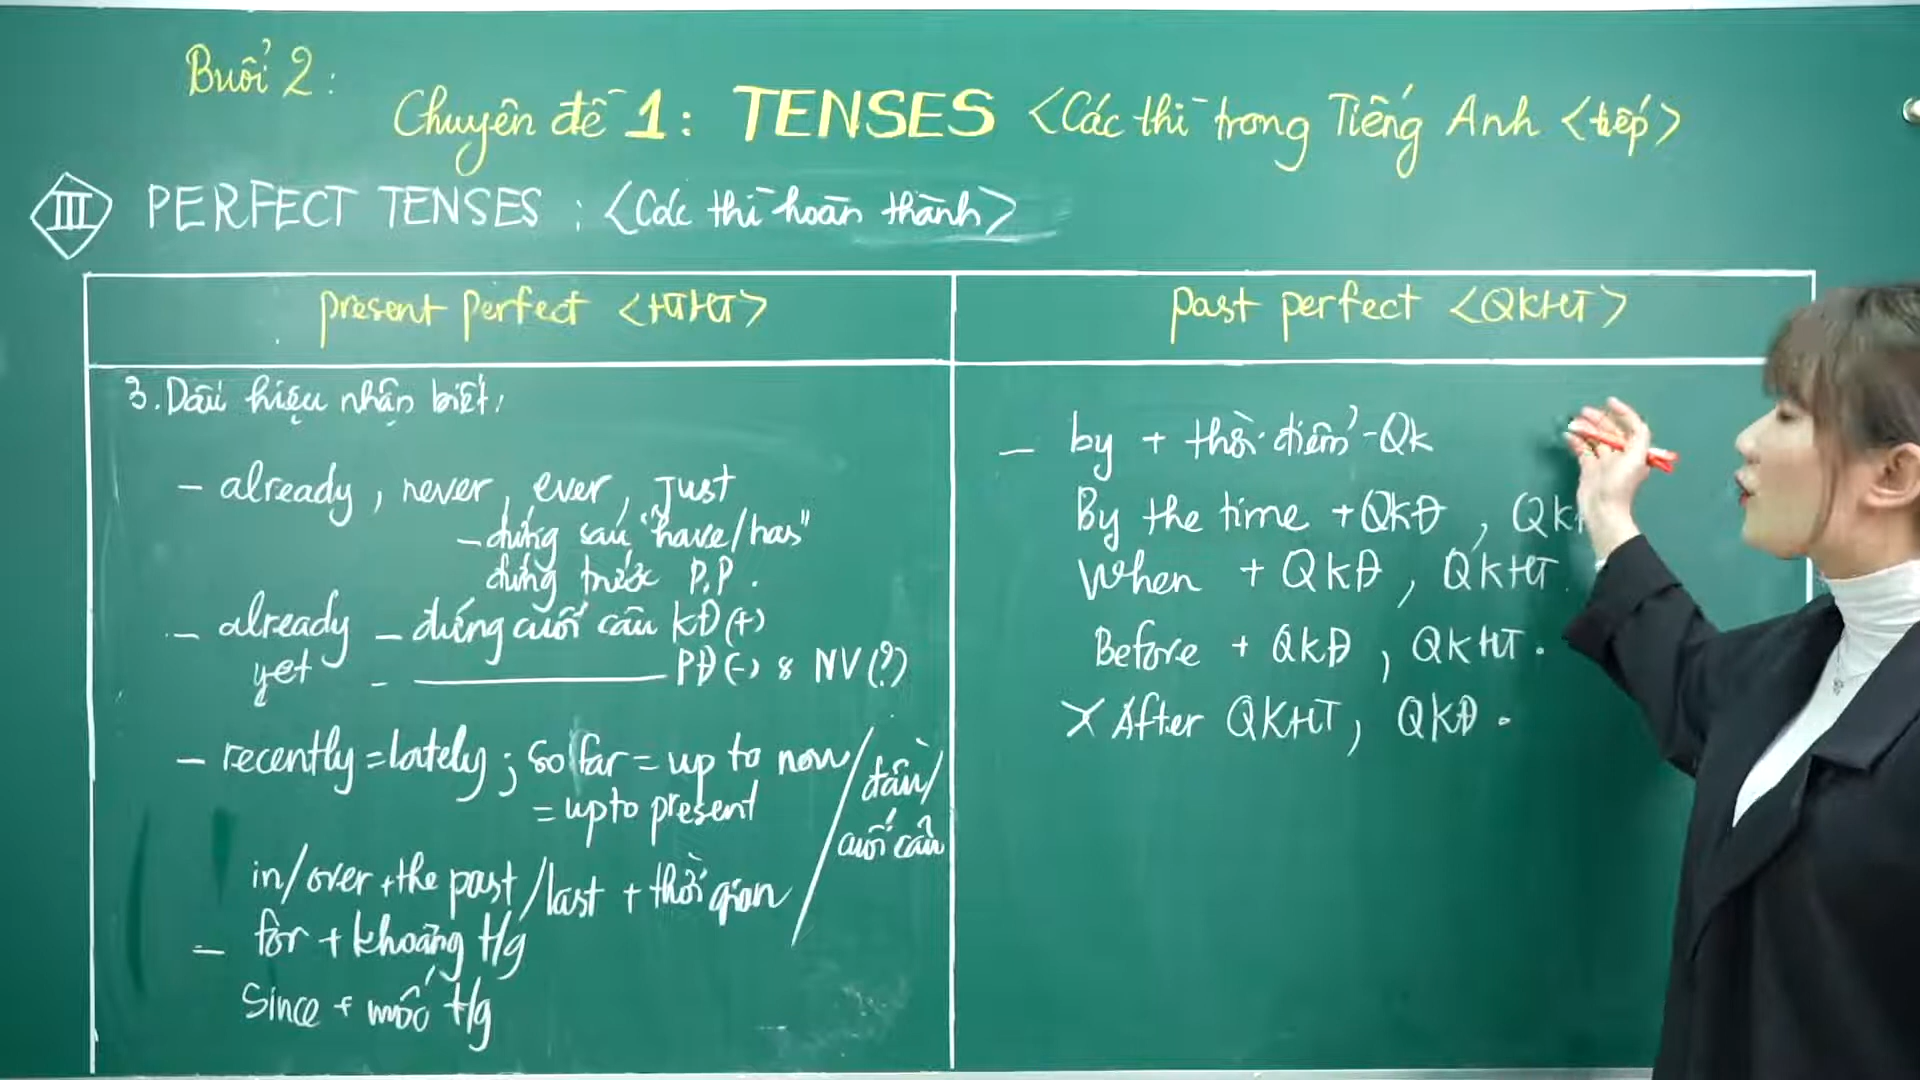 Buổi 2:
Chuyên đề 1: TENSES <Các thì trong Tiếng Anh <tiếp>
III PERFECT TENSES: <Các thì hoàn thành>
present perfect <HTHT>
3. Dấu hiệu nhận biết:
- already, never, ever, just
- đứng sau "have/has"
đứng trước P.P.
- already - đứng cuối câu KĐ(+)
yet - PĐ(-) & NV(?)
- recently = lately; so far = up to now / đầu/
= up to present cuối câu
in/over + the past/last + thời gian
- for + khoảng t/g
Since + mốc t/g
past perfect <QKHT>
- by + thời điểm - QK
By the time + QKĐ,
When + QKĐ, QKHT.
Before + QKĐ, QKHT.
X After QKHT, QKĐ.